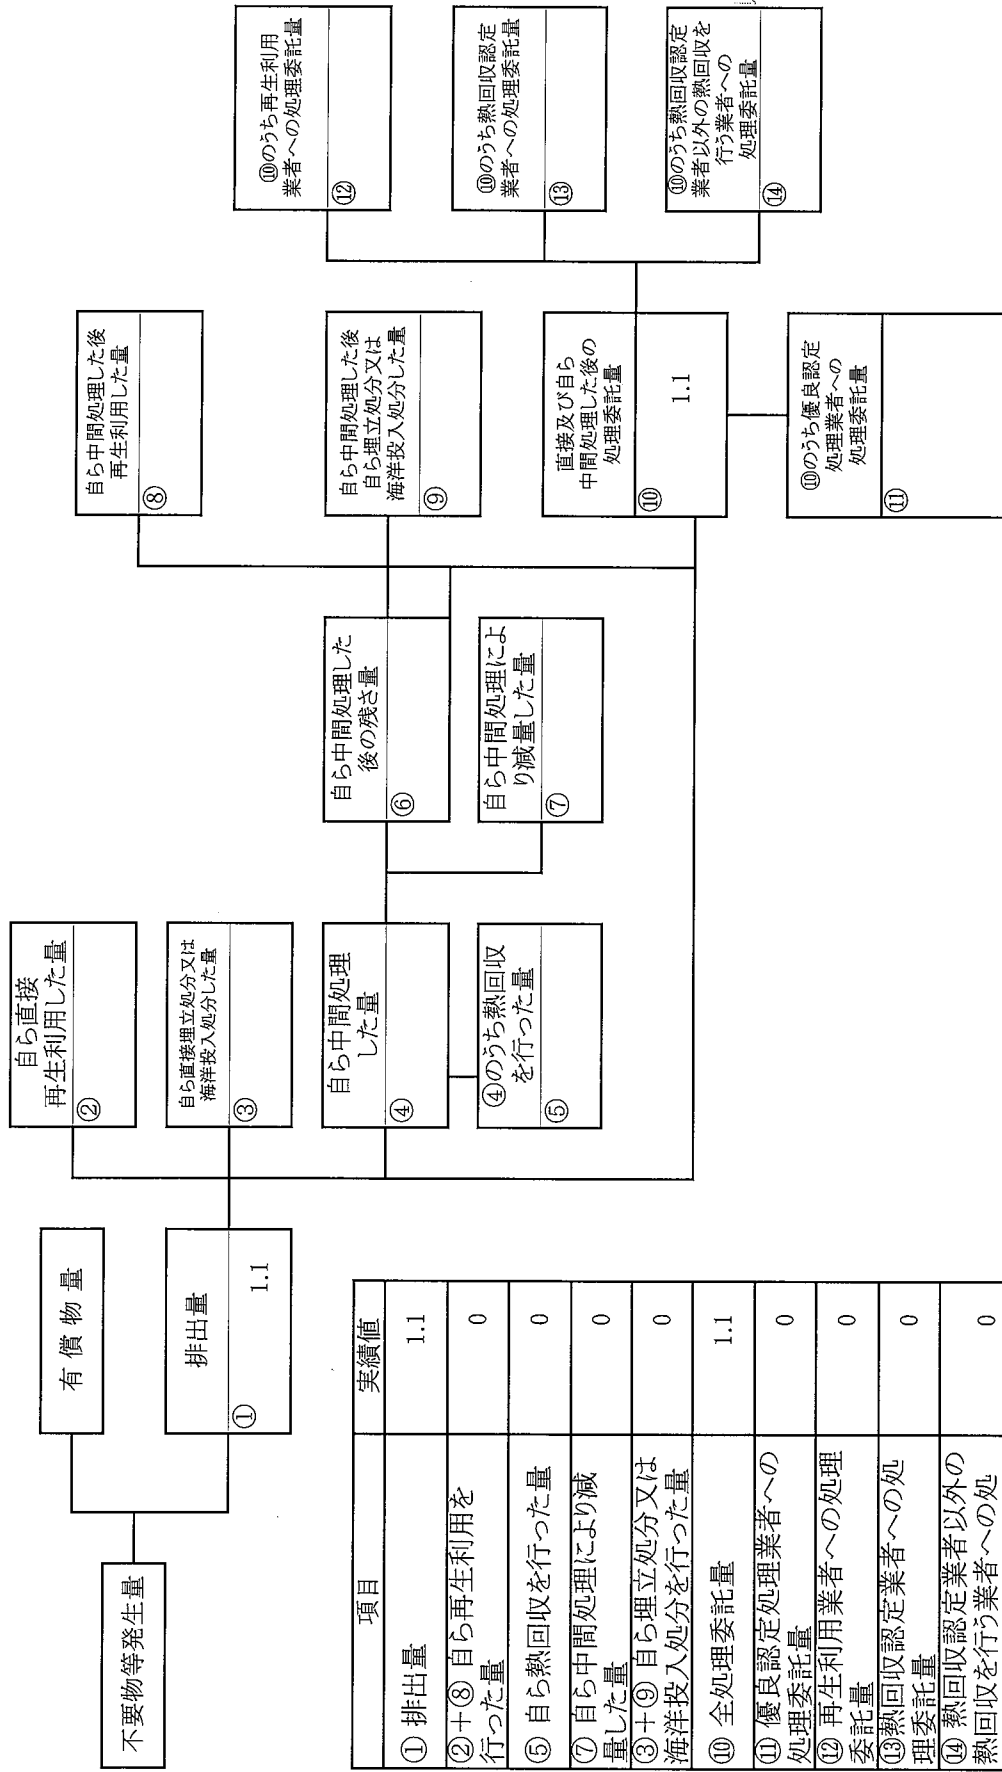 不要物等発生量
有償物量
排出量
①
1.1
自ら直接
再生利用した量
②
自ら直接埋立処分又は
海洋投入処分した量
③
自ら中間処理
した量
④
④のうち熱回収
を行った量
⑤
自ら中間処理した
後の残さ量
⑥
自ら中間処理によ
り減量した量
⑦
自ら中間処理した後
再生利用した量
⑧
自ら中間処理した後
自ら埋立処分又は
海洋投入処分した量
⑨
直接及び自ら
中間処理した後の
処理委託量
⑩
1.1
⑩のうち優良認定
処理業者への
処理委託量
⑪
⑩のうち再生利用
業者への処理委託量
⑫
⑩のうち熱回収認定
業者への処理委託量
⑬
⑩のうち熱回収認定
業者以外の熱回収を
行う業者への
処理委託量
⑭
項目 実績値
①排出量 1.1
②+⑧ 自ら再生利用を
行った量 0
⑤ 自ら熱回収を行った量 0
⑦ 自ら中間処理により減
量した量 0
③+⑨ 自ら埋立処分又は
海洋投入処分を行った量 0
⑩ 全処理委託量 1.1
⑪ 優良認定処理業者への
処理委託量 0
⑫ 再生利用業者への処理
委託量 0
⑬熱回収認定業者への処
理委託量 0
⑭ 熱回収認定業者以外の
熱回収を行う業者への処 0